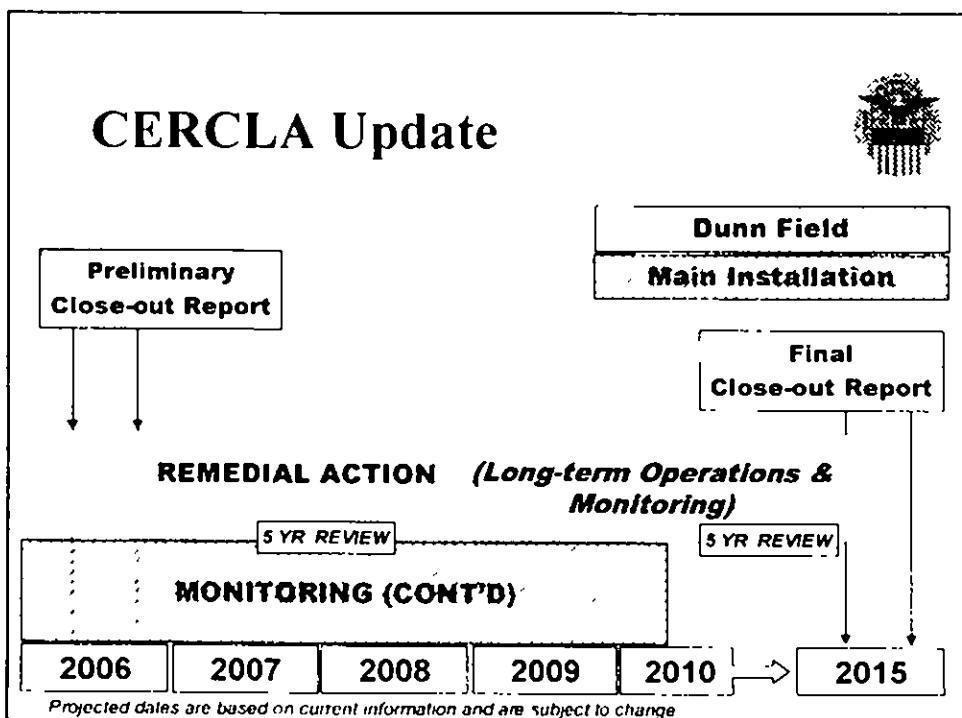 CERCLA Update
Dunn Field
Main Installation
Preliminary
Close-out Report
Final
Close-out Report
REMEDIAL ACTION (Long-term Operations &
Monitoring)
5 YR REVIEW
5 YR REVIEW
MONITORING (CONT'D)
2006
2007
2008
2009
2010
2015
Projected dates are based on current information and are subject to change